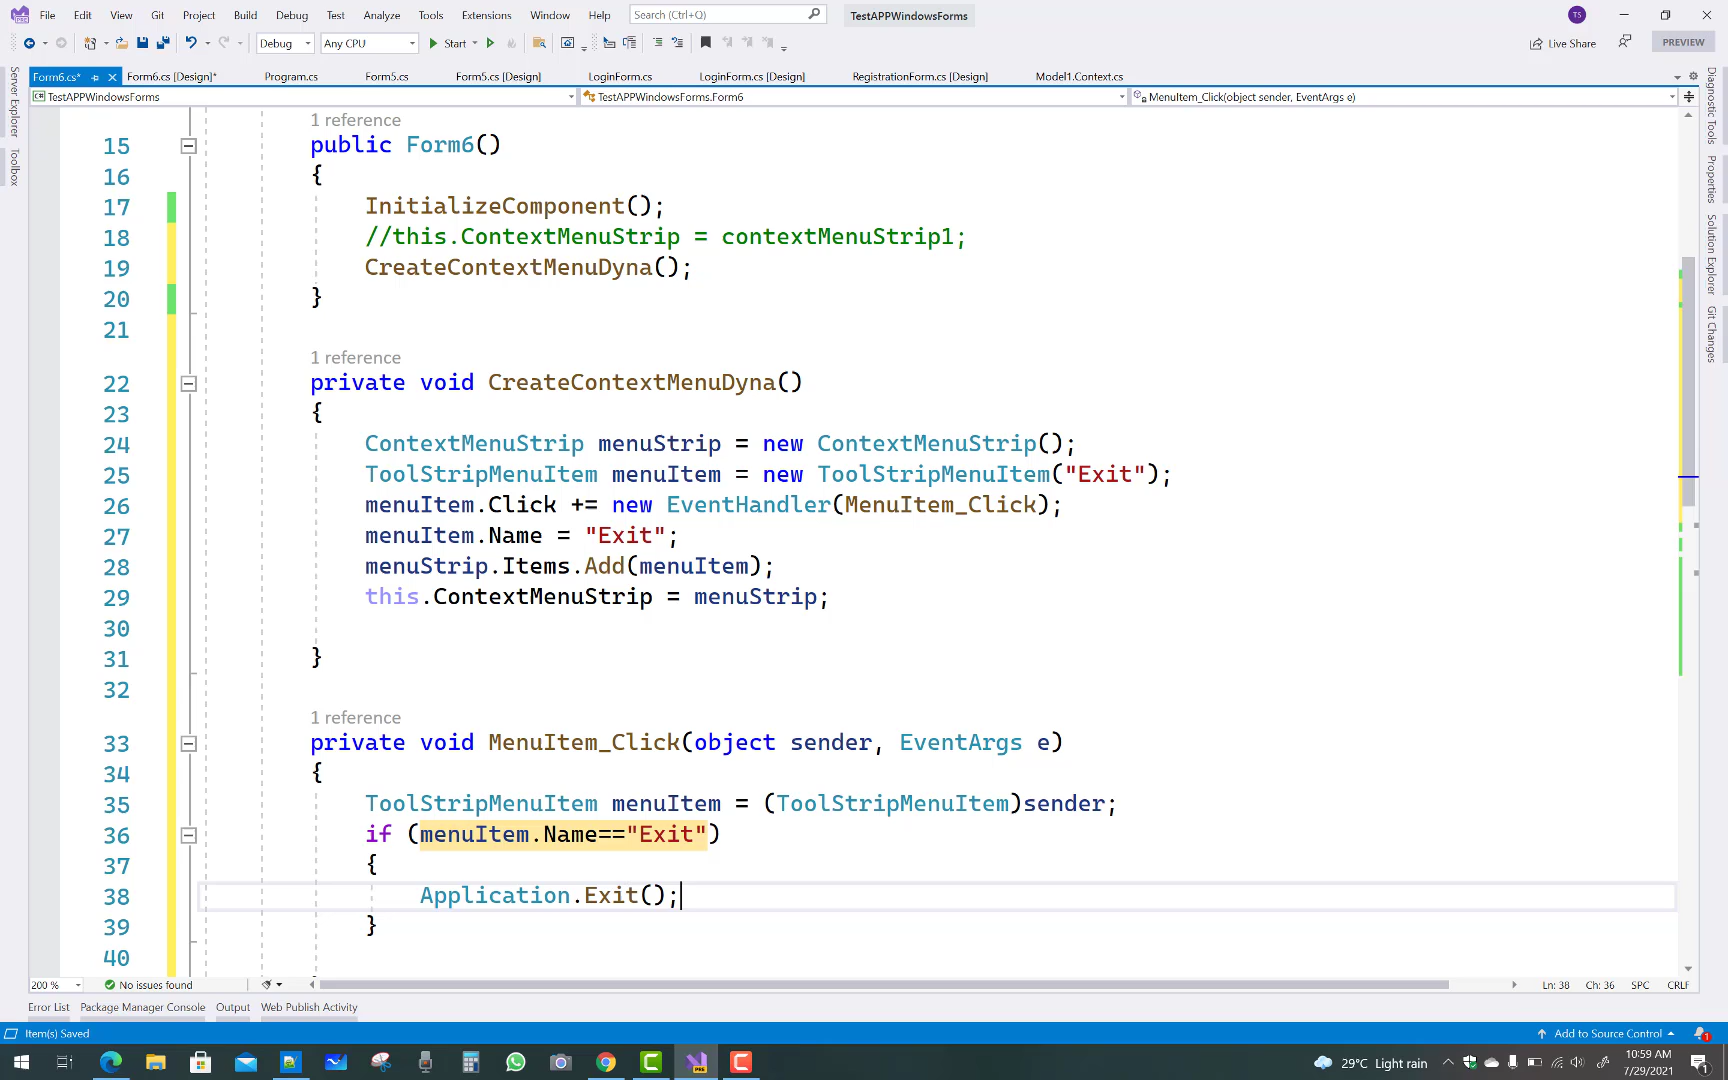 File Edit View Git Project Build Debug Test Analyze Tools Extensions Window Help Search (Ctrl+Q) TestAPPWindowsForms TS
Debug Any CPU Start Live Share PREVIEW
Form6.cs* Form6.cs [Design]* Program.cs Form5.cs Form5.cs [Design] LoginForm.cs LoginForm.cs [Design] RegistrationForm.cs [Design] Model1.Context.cs
TestAPPWindowsForms TestAPPWindowsForms.Form6 MenuItem_Click(object sender, EventArgs e)
Server Explorer
Toolbox
Diagnostic Tools
Properties
Solution Explorer
Git Changes
1 reference
15 public Form6()
16 {
17 InitializeComponent();
18 //this.ContextMenuStrip = contextMenuStrip1;
19 CreateContextMenuDyna();
20 }
21
1 reference
22 private void CreateContextMenuDyna()
23 {
24 ContextMenuStrip menuStrip = new ContextMenuStrip();
25 ToolStripMenuItem menuItem = new ToolStripMenuItem("Exit");
26 menuItem.Click += new EventHandler(MenuItem_Click);
27 menuItem.Name = "Exit";
28 menuStrip.Items.Add(menuItem);
29 this.ContextMenuStrip = menuStrip;
30
31 }
32
1 reference
33 private void MenuItem_Click(object sender, EventArgs e)
34 {
35 ToolStripMenuItem menuItem = (ToolStripMenuItem)sender;
36 if (menuItem.Name=="Exit")
37 {
38 Application.Exit();
39 }
40
200 % No issues found Ln: 38 Ch: 36 SPC CRLF
Error List Package Manager Console Output Web Publish Activity
Item(s) Saved Add to Source Control 1
29°C Light rain 10:59 AM
7/29/2021 1